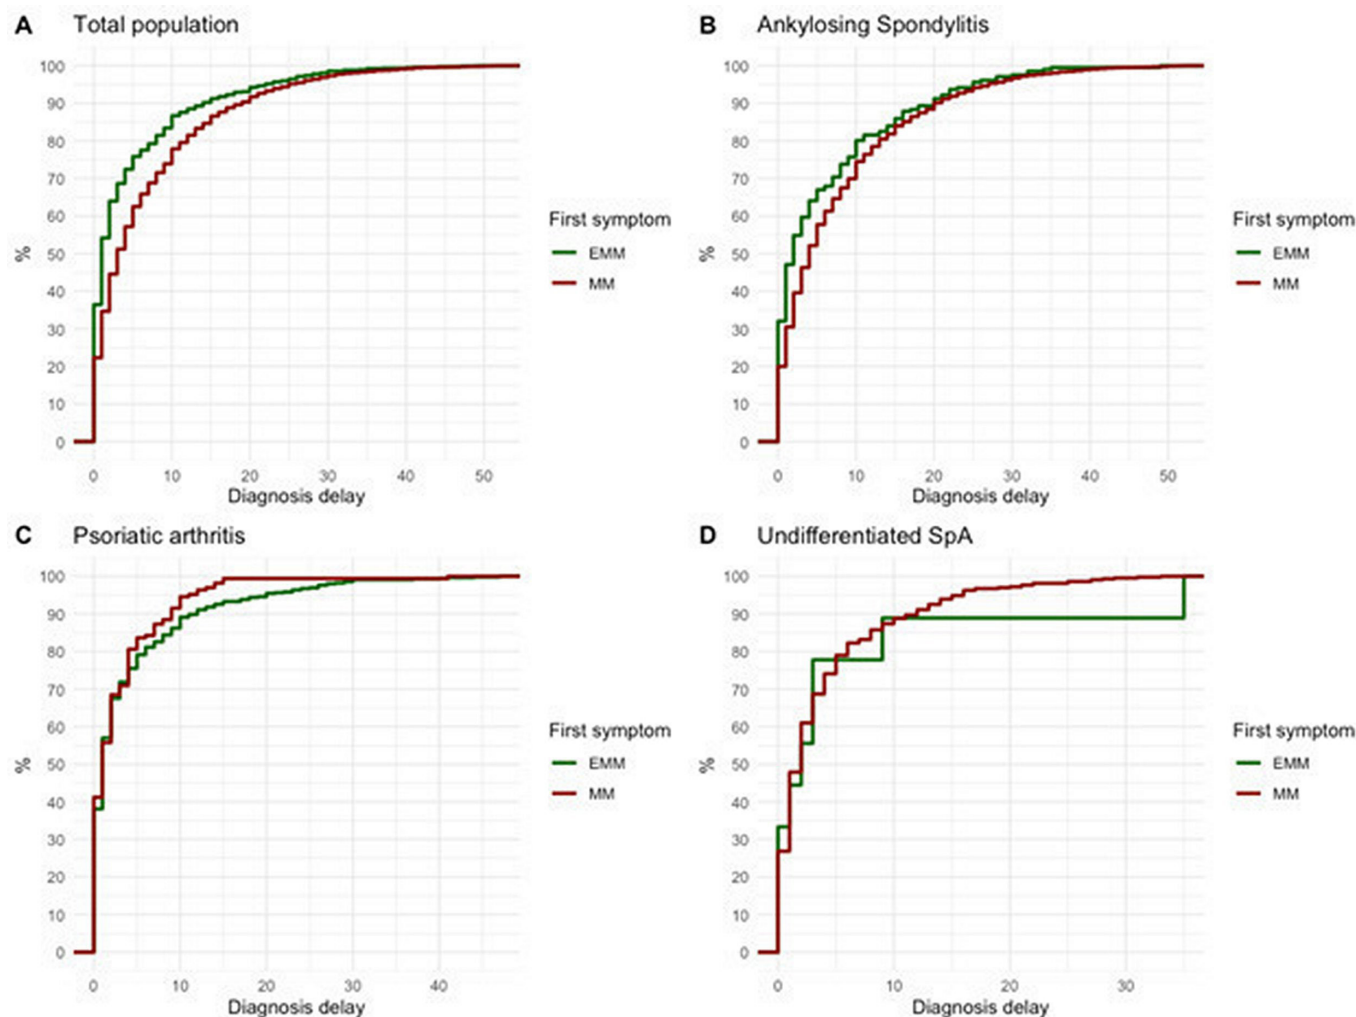 A Total population
100
90
80
70
60
50
40
30
20
10
0
%
0 10 20 30 40 50
Diagnosis delay
First symptom
EMM
MM
B Ankylosing Spondylitis
100
90
80
70
60
50
40
30
20
10
0
%
0 10 20 30 40 50
Diagnosis delay
First symptom
EMM
MM
C Psoriatic arthritis
100
90
80
70
60
50
40
30
20
10
0
%
0 10 20 30 40
Diagnosis delay
First symptom
EMM
MM
D Undifferentiated SpA
100
90
80
70
60
50
40
30
20
10
0
%
0 10 20 30
Diagnosis delay
First symptom
EMM
MM